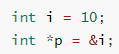 int i = 10;
int *p = &i;